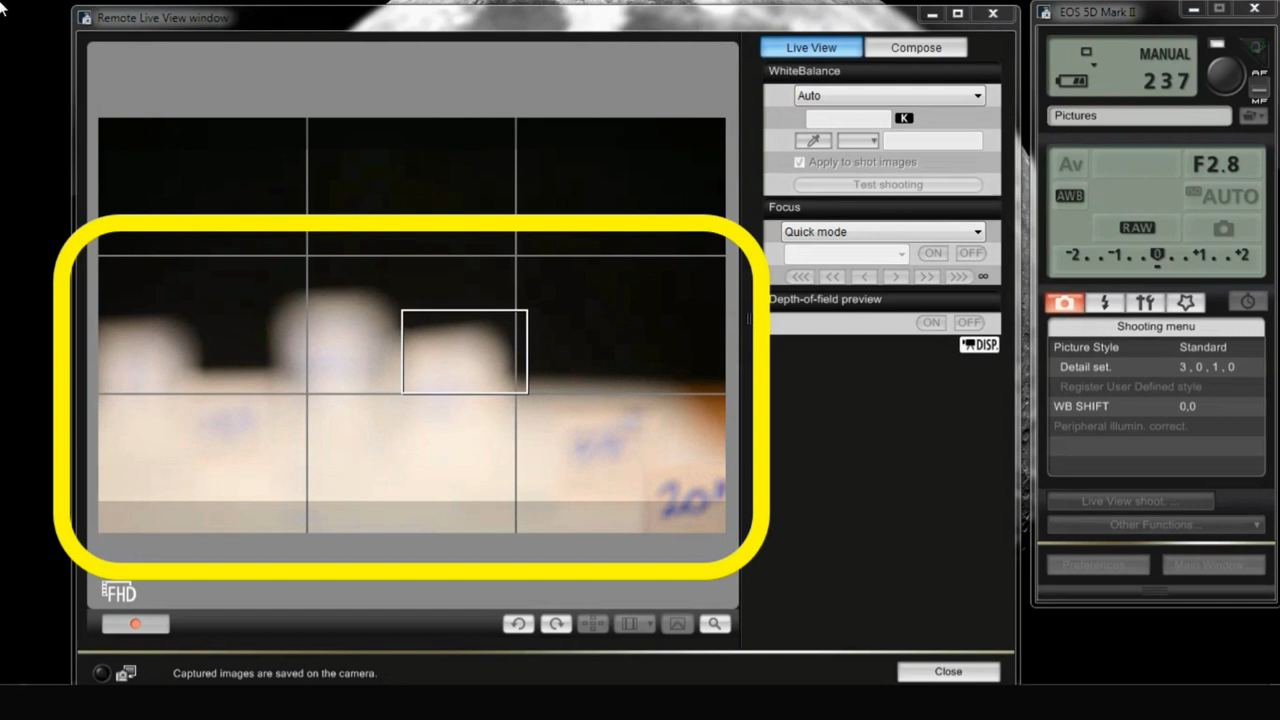 Remote Live View window
EOS 5D Mark II
Live View
Compose
WhiteBalance
Auto
K
Apply to shot images
Test shooting
Focus
Quick mode
ON OFF
<<< << < > >> >>> ∞
Depth-of-field preview
ON OFF
DISP.
FHD
Captured images are saved on the camera.
Close
MANUAL
237
AF
MF
Pictures
Av F2.8
AWB ISO AUTO
RAW
-2..-1..0..+1..+2
Shooting menu
Picture Style Standard
Detail set. 3,0,1,0
Register User Defined style
WB SHIFT 0,0
Peripheral illumin. correct.
Live View shoot. ...
Other Functions...
Preferences...
Main Window...